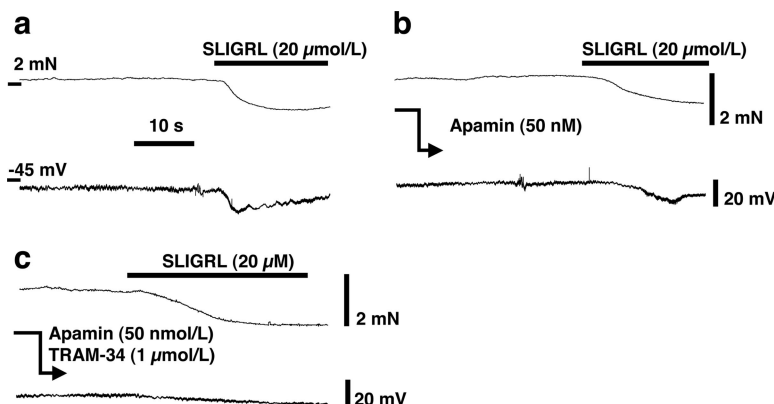 a
SLIGRL (20 µmol/L)
2 mN
10 s
-45 mV
b
SLIGRL (20 µmol/L)
2 mN
Apamin (50 nM)
20 mV
c
SLIGRL (20 µM)
2 mN
Apamin (50 nmol/L)
TRAM-34 (1 µmol/L)
20 mV